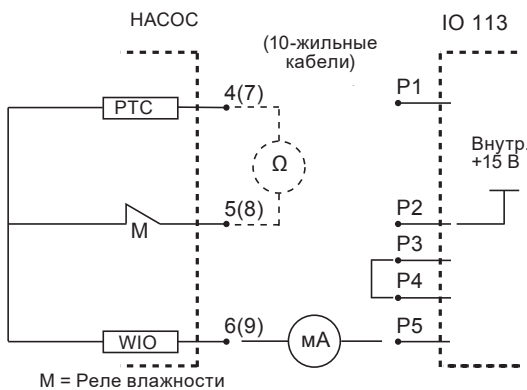 НАСОС
(10-жильные
кабели)
IO 113
PTC
4(7)
P1
Ω
Внутр.
+15 В
M
5(8)
P2
P3
P4
WIO
6(9)
мА
P5
М = Реле влажности